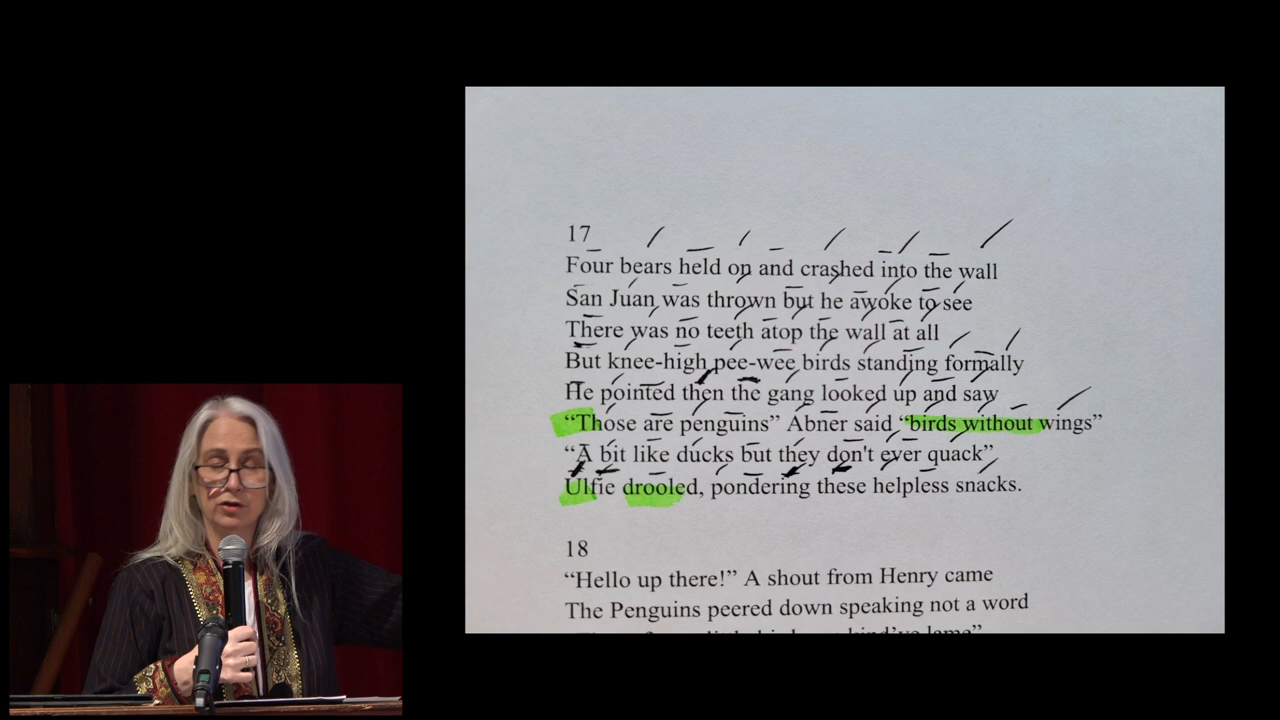 17
Four bears held on and crashed into the wall
San Juan was thrown but he awoke to see
There was no teeth atop the wall at all
But knee-high pee-wee birds standing formally
He pointed then the gang looked up and saw
“Those are penguins” Abner said “birds without wings”
“A bit like ducks but they don't ever quack”
Ulfie drooled, pondering these helpless snacks.
18
“Hello up there!” A shout from Henry came
The Penguins peered down speaking not a word